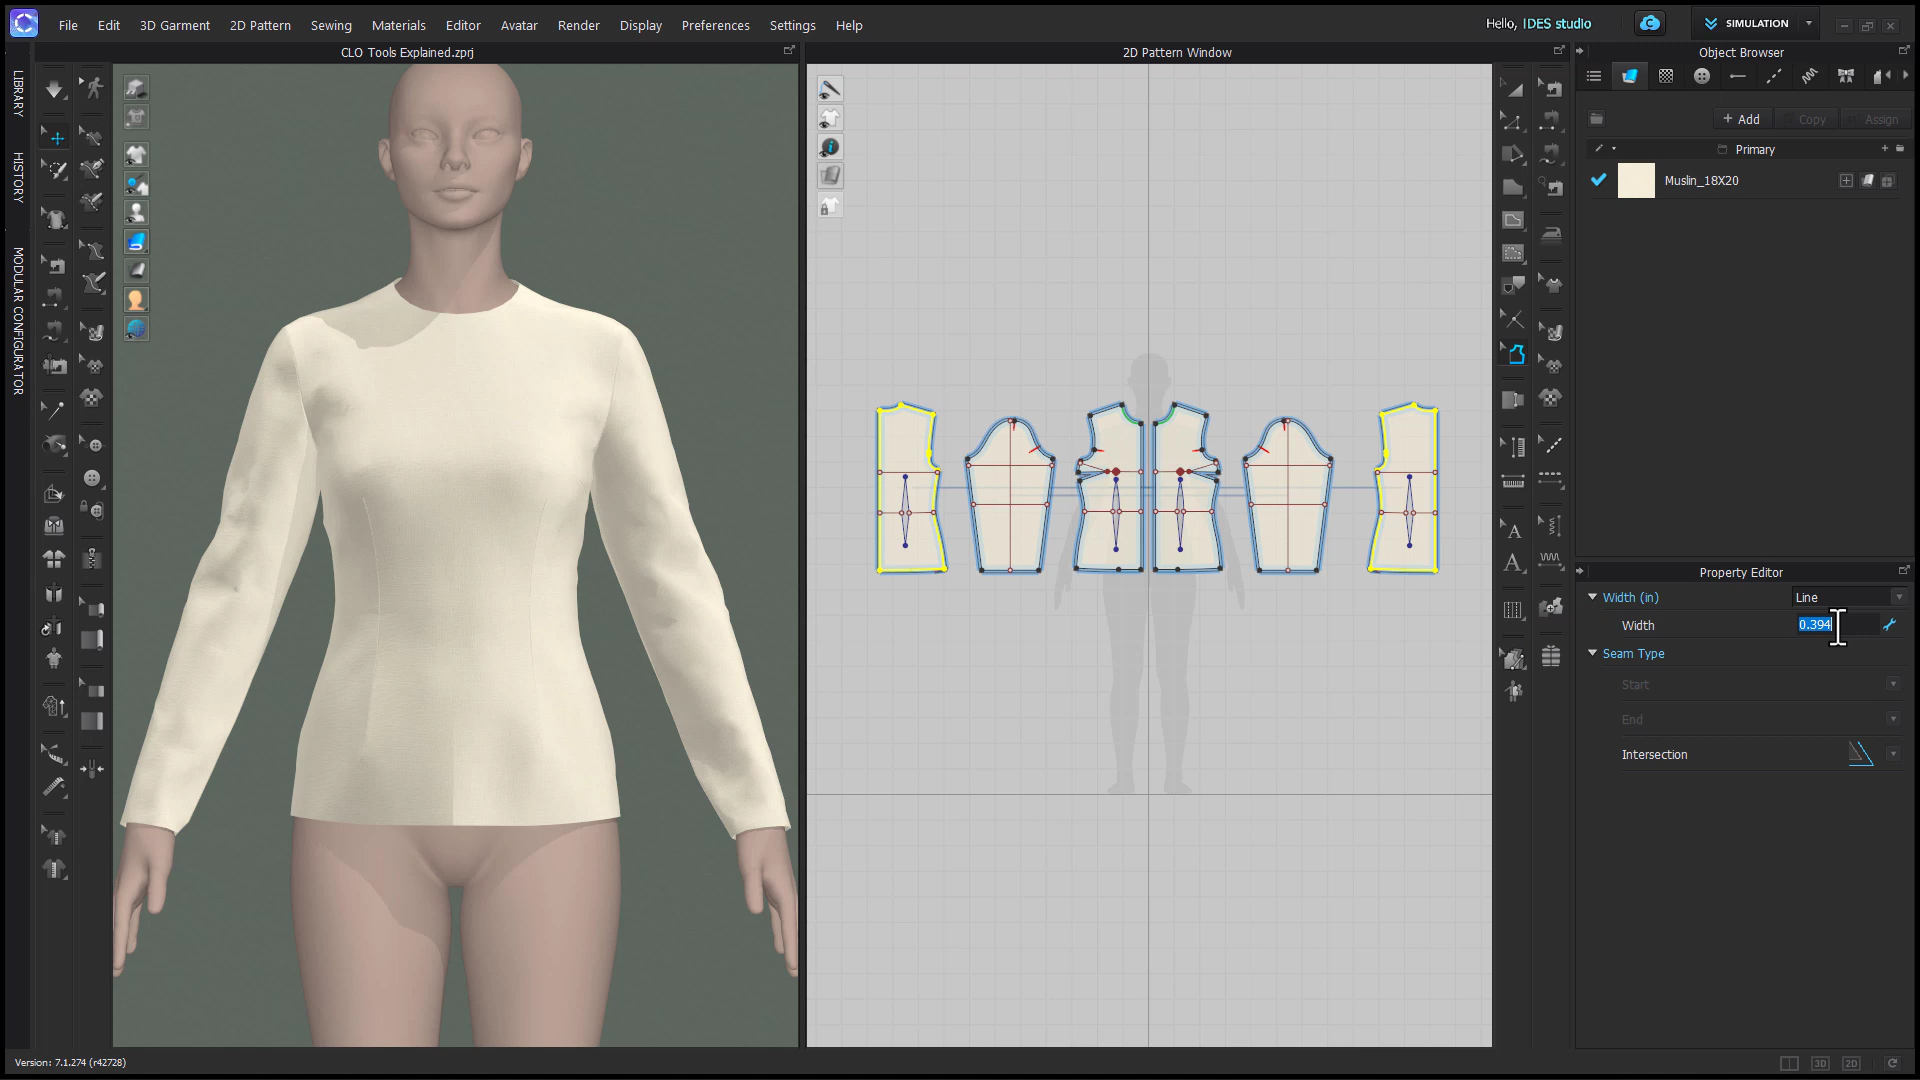 File Edit 3D Garment 2D Pattern Sewing Materials Editor Avatar Render Display Preferences Settings Help
Hello, IDES studio
SIMULATION
CLO Tools Explained.zprj
2D Pattern Window
Object Browser
LIBRARY
HISTORY
MODULAR CONFIGURATOR
+ Add
Copy
Assign
Primary
Muslin_18X20
Property Editor
Width (in)
Line
Width
0.394
Seam Type
Start
End
Intersection
Version: 7.1.274 (r42728)
3D
2D